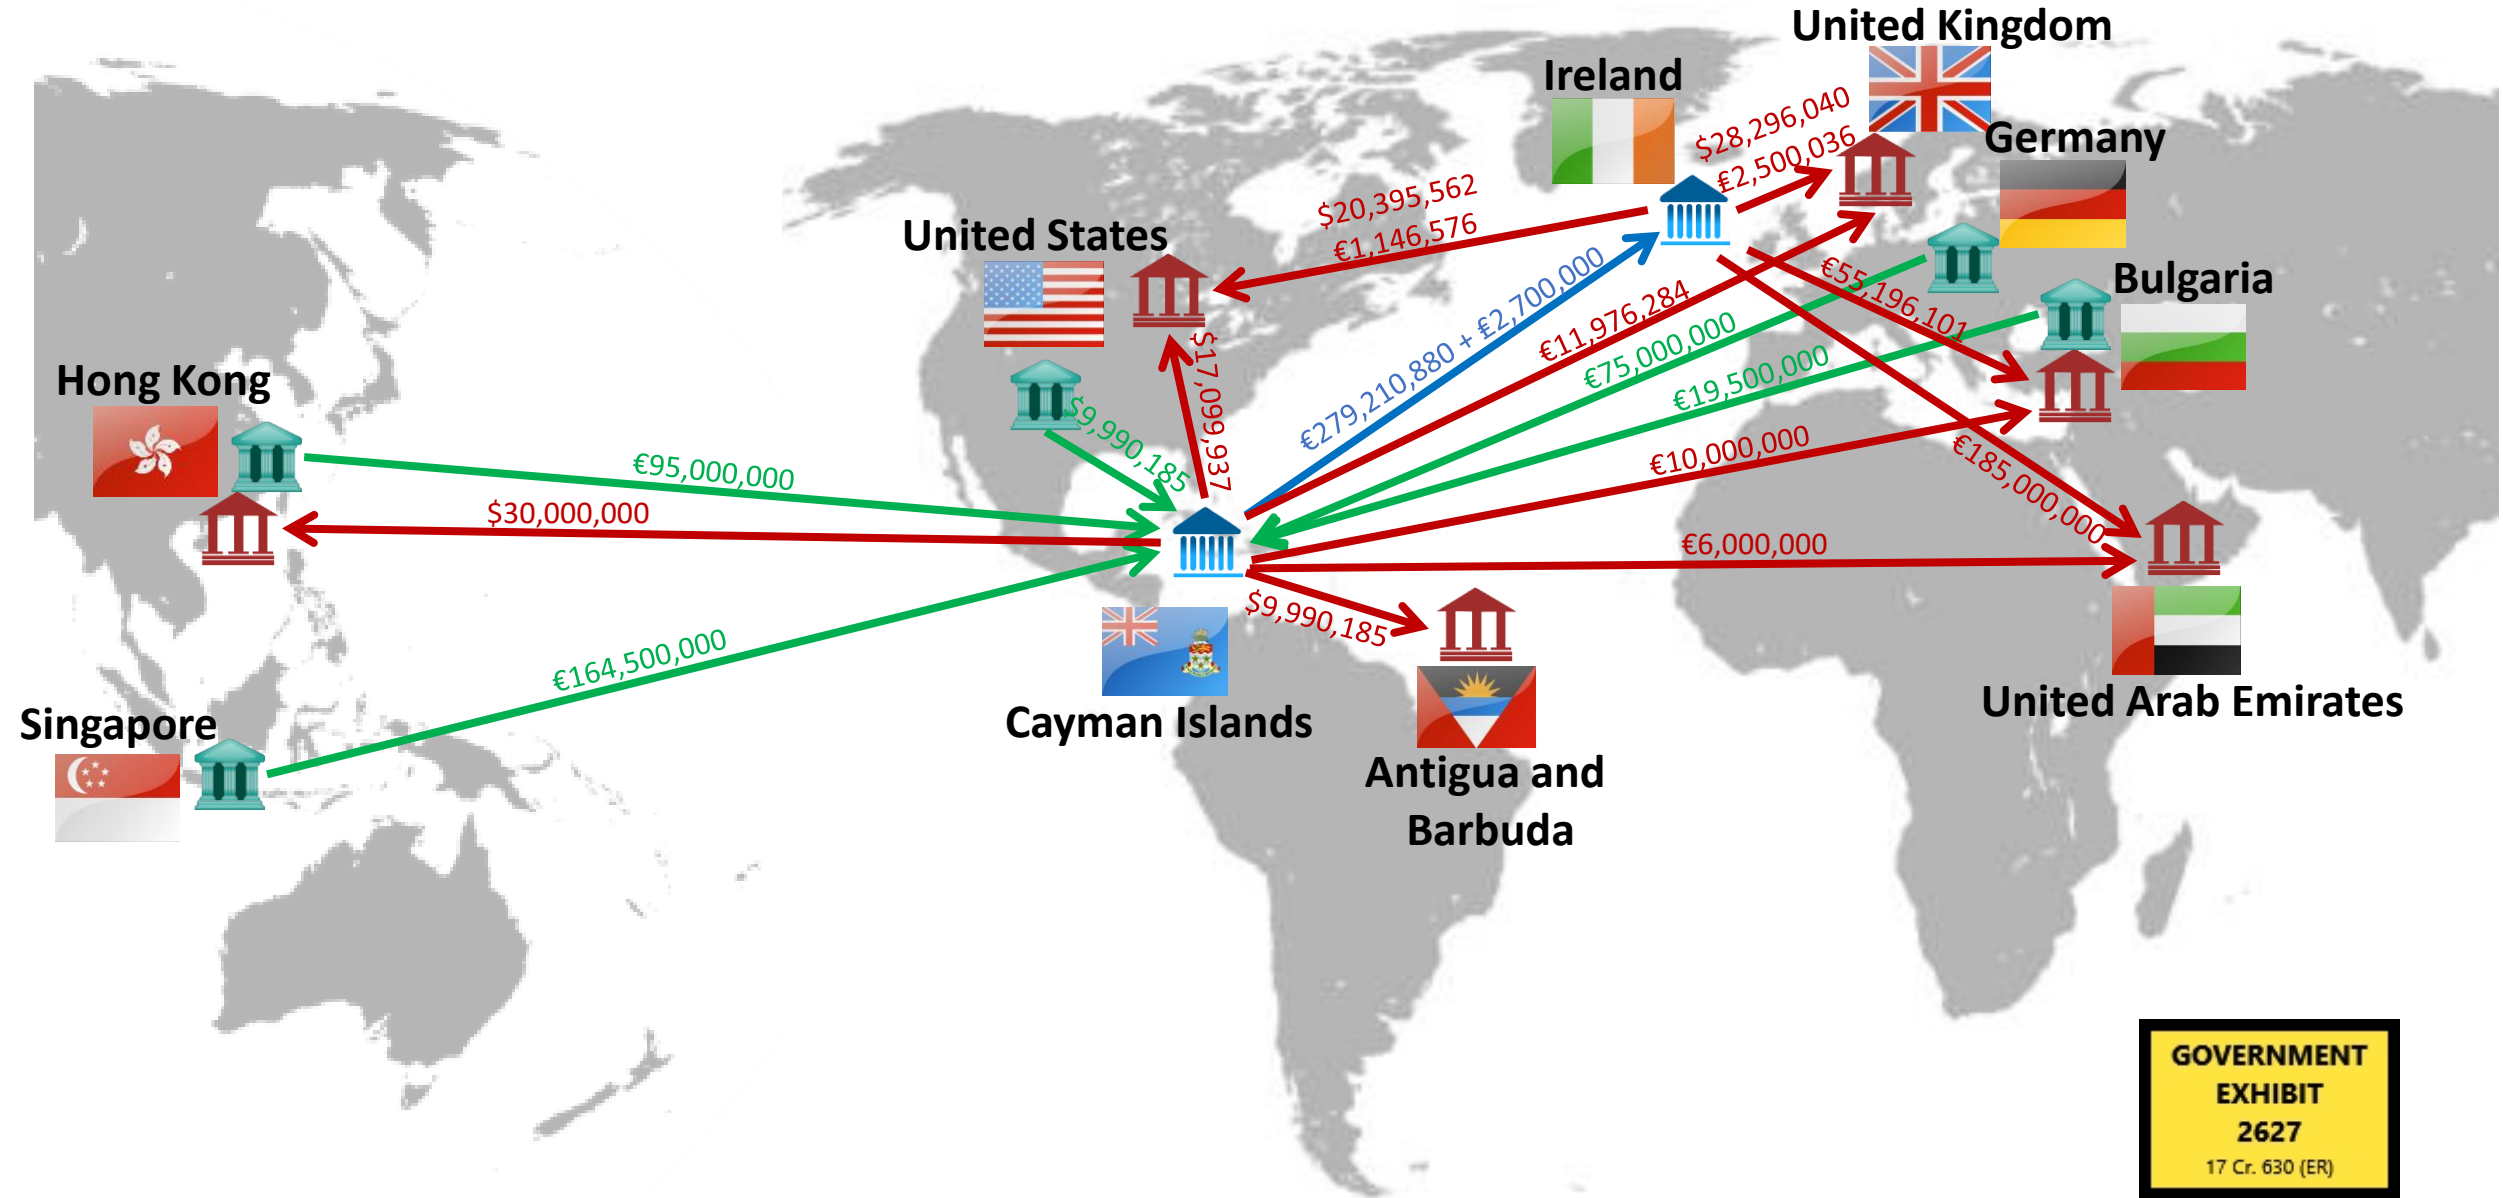 United Kingdom
Ireland
$28,296,040
£2,500,036
Germany
$20,395,562
€1,146,576
United States
Bulgaria
€279,210,880 + £2,700,000
€11,976,284
€55,196,101
€75,000,000
€19,500,000
$17,099,937
$9,990,185
Hong Kong
€95,000,000
$30,000,000
€10,000,000
€185,000,000
€6,000,000
$9,990,185
€164,500,000
Singapore
Cayman Islands
United Arab Emirates
Antigua and
Barbuda
GOVERNMENT
EXHIBIT
2627
17 Cr. 630 (ER)